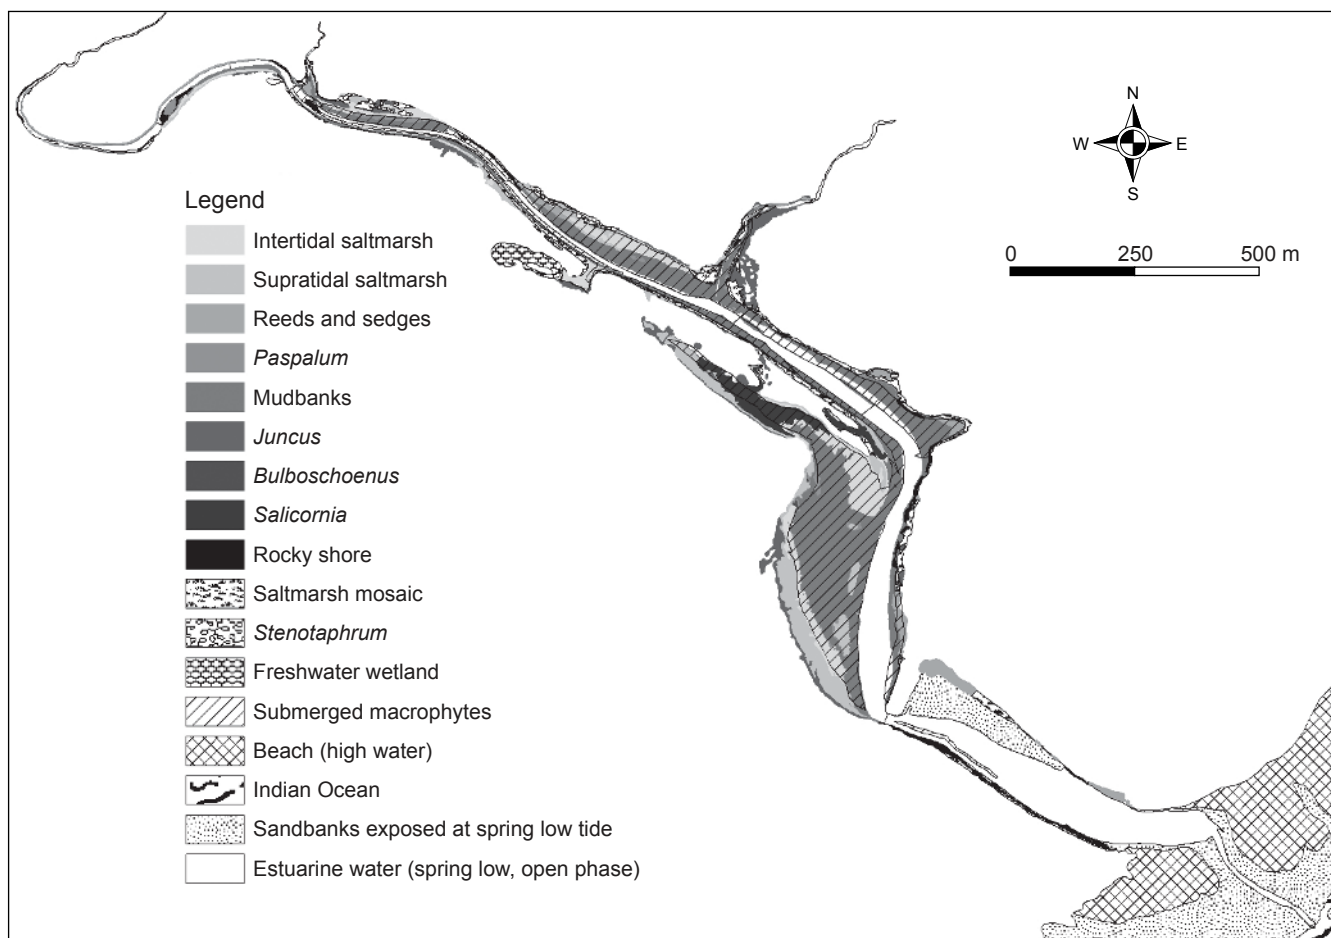 N
W E
S
0 250 500 m
Legend
Intertidal saltmarsh
Supratidal saltmarsh
Reeds and sedges
Paspalum
Mudbanks
Juncus
Bulboschoenus
Salicornia
Rocky shore
Saltmarsh mosaic
Stenotaphrum
Freshwater wetland
Submerged macrophytes
Beach (high water)
Indian Ocean
Sandbanks exposed at spring low tide
Estuarine water (spring low, open phase)